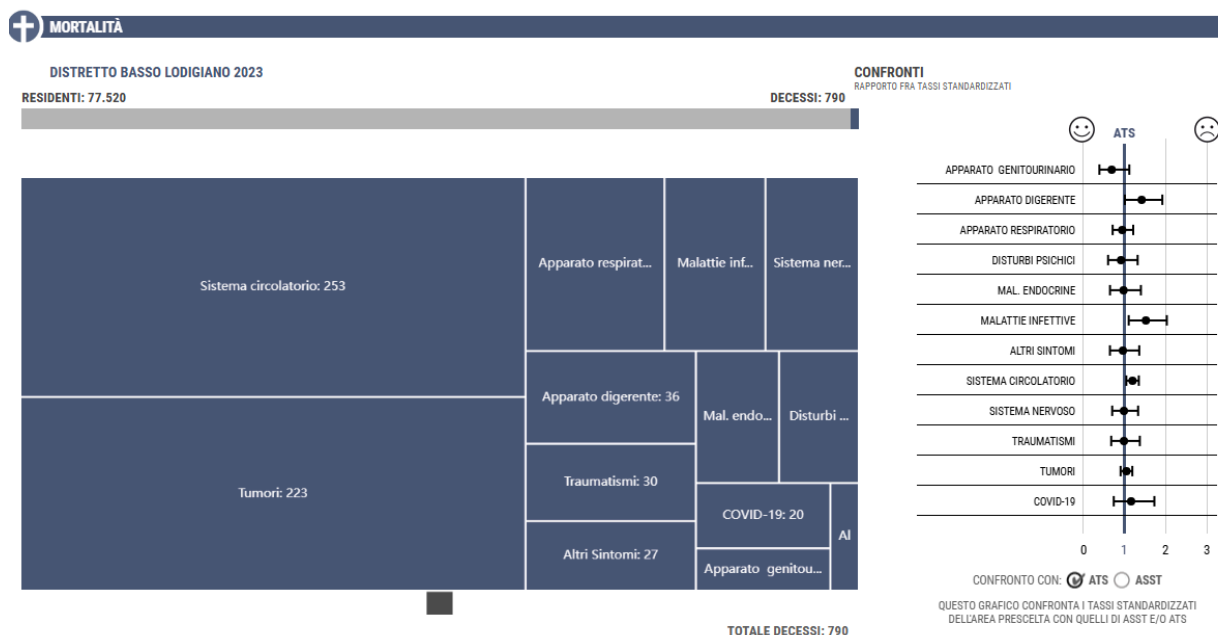 MORTALITÀ
DISTRETTO BASSO LODIGIANO 2023
RESIDENTI: 77.520
DECESSI: 790
Sistema circolatorio: 253
Tumori: 223
Apparato respirat...
Malattie inf...
Sistema ner...
Apparato digerente: 36
Mal. endo...
Disturbi ...
Traumatismi: 30
COVID-19: 20
Al
Altri Sintomi: 27
Apparato genitou...
TOTALE DECESSI: 790
CONFRONTI
RAPPORTO FRA TASSI STANDARDIZZATI
ATS
APPARATO GENITOURINARIO
APPARATO DIGERENTE
APPARATO RESPIRATORIO
DISTURBI PSICHICI
MAL. ENDOCRINE
MALATTIE INFETTIVE
ALTRI SINTOMI
SISTEMA CIRCOLATORIO
SISTEMA NERVOSO
TRAUMATISMI
TUMORI
COVID-19
0 1 2 3
CONFRONTO CON: ATS ASST
QUESTO GRAFICO CONFRONTA I TASSI STANDARDIZZATI
DELL'AREA PRESCELTA CON QUELLI DI ASST E/O ATS